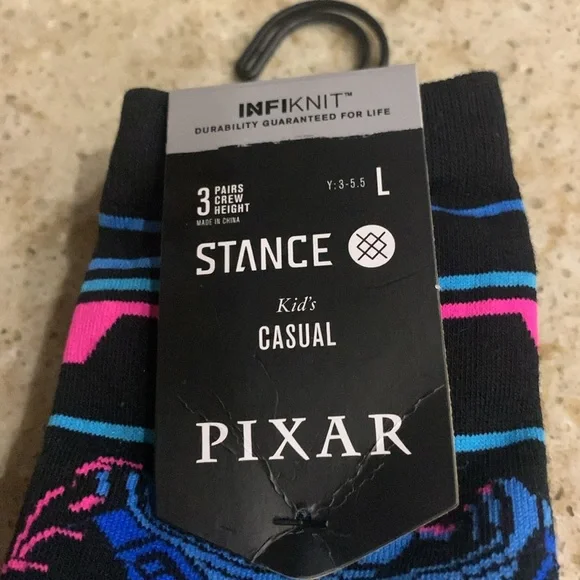 INFIKNIT™
DURABILITY GUARANTEED FOR LIFE
3 PAIRS
CREW
HEIGHT
MADE IN CHINA
Y: 3-5.5 L
STANCE
Kid's
CASUAL
PIXAR